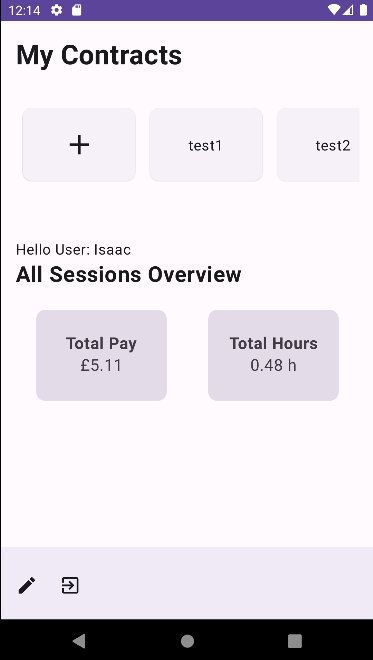 12:14
My Contracts
+
test1
test2
Hello User: Isaac
All Sessions Overview
Total Pay
£5.11
Total Hours
0.48 h